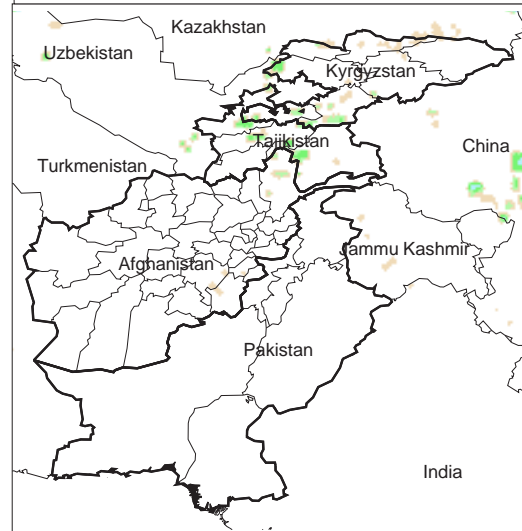 Kazakhstan
Uzbekistan
Kyrgyzstan
Tajikistan
China
Turkmenistan
Jammu Kashmir
Afghanistan
Pakistan
India